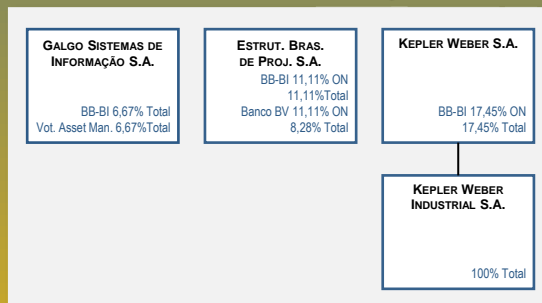 GALGO SISTEMAS DE
INFORMAÇÃO S.A.
BB-BI 6,67% Total
Vot. Asset Man. 6,67%Total
ESTRUT. BRAS.
DE PROJ. S.A.
BB-BI 11,11% ON
11,11%Total
Banco BV 11,11% ON
8,28% Total
KEPLER WEBER S.A.
BB-BI 17,45% ON
17,45% Total
KEPLER WEBER
INDUSTRIAL S.A.
100% Total